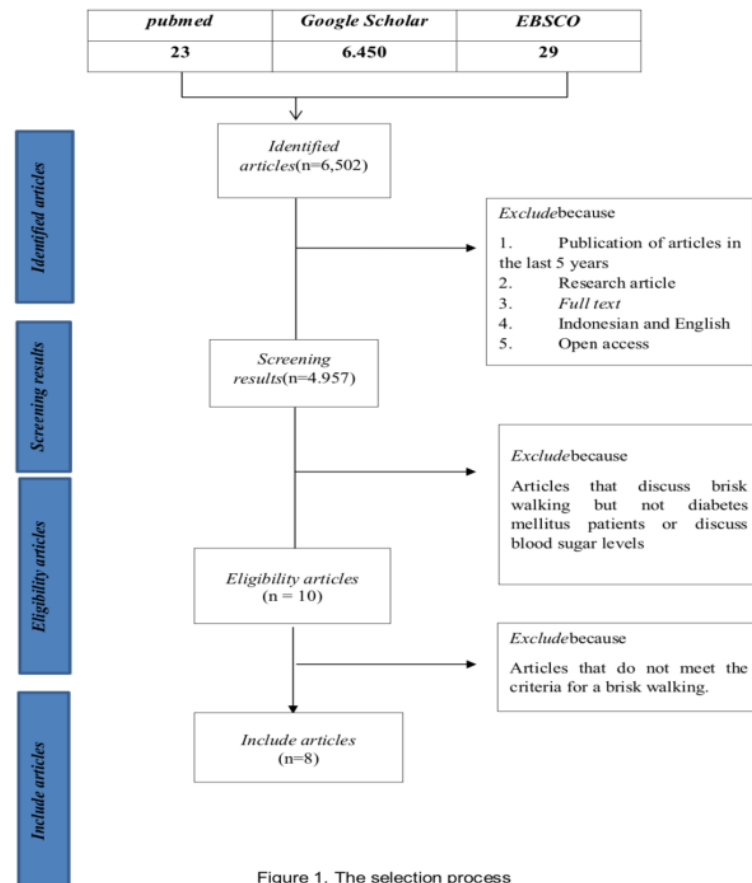 pubmed Google Scholar EBSCO
23 6.450 29
Identified articles
Identified
articles(n=6,502)
Excludebecause
1. Publication of articles in
the last 5 years
2. Research article
3. Full text
4. Indonesian and English
5. Open access
Screening results
Screening
results(n=4.957)
Excludebecause
Articles that discuss brisk
walking but not diabetes
mellitus patients or discuss
blood sugar levels
Eligibility articles
Eligibility articles
(n = 10)
Excludebecause
Articles that do not meet the
criteria for a brisk walking.
Include articles
Include articles
(n=8)
Figure 1. The selection process